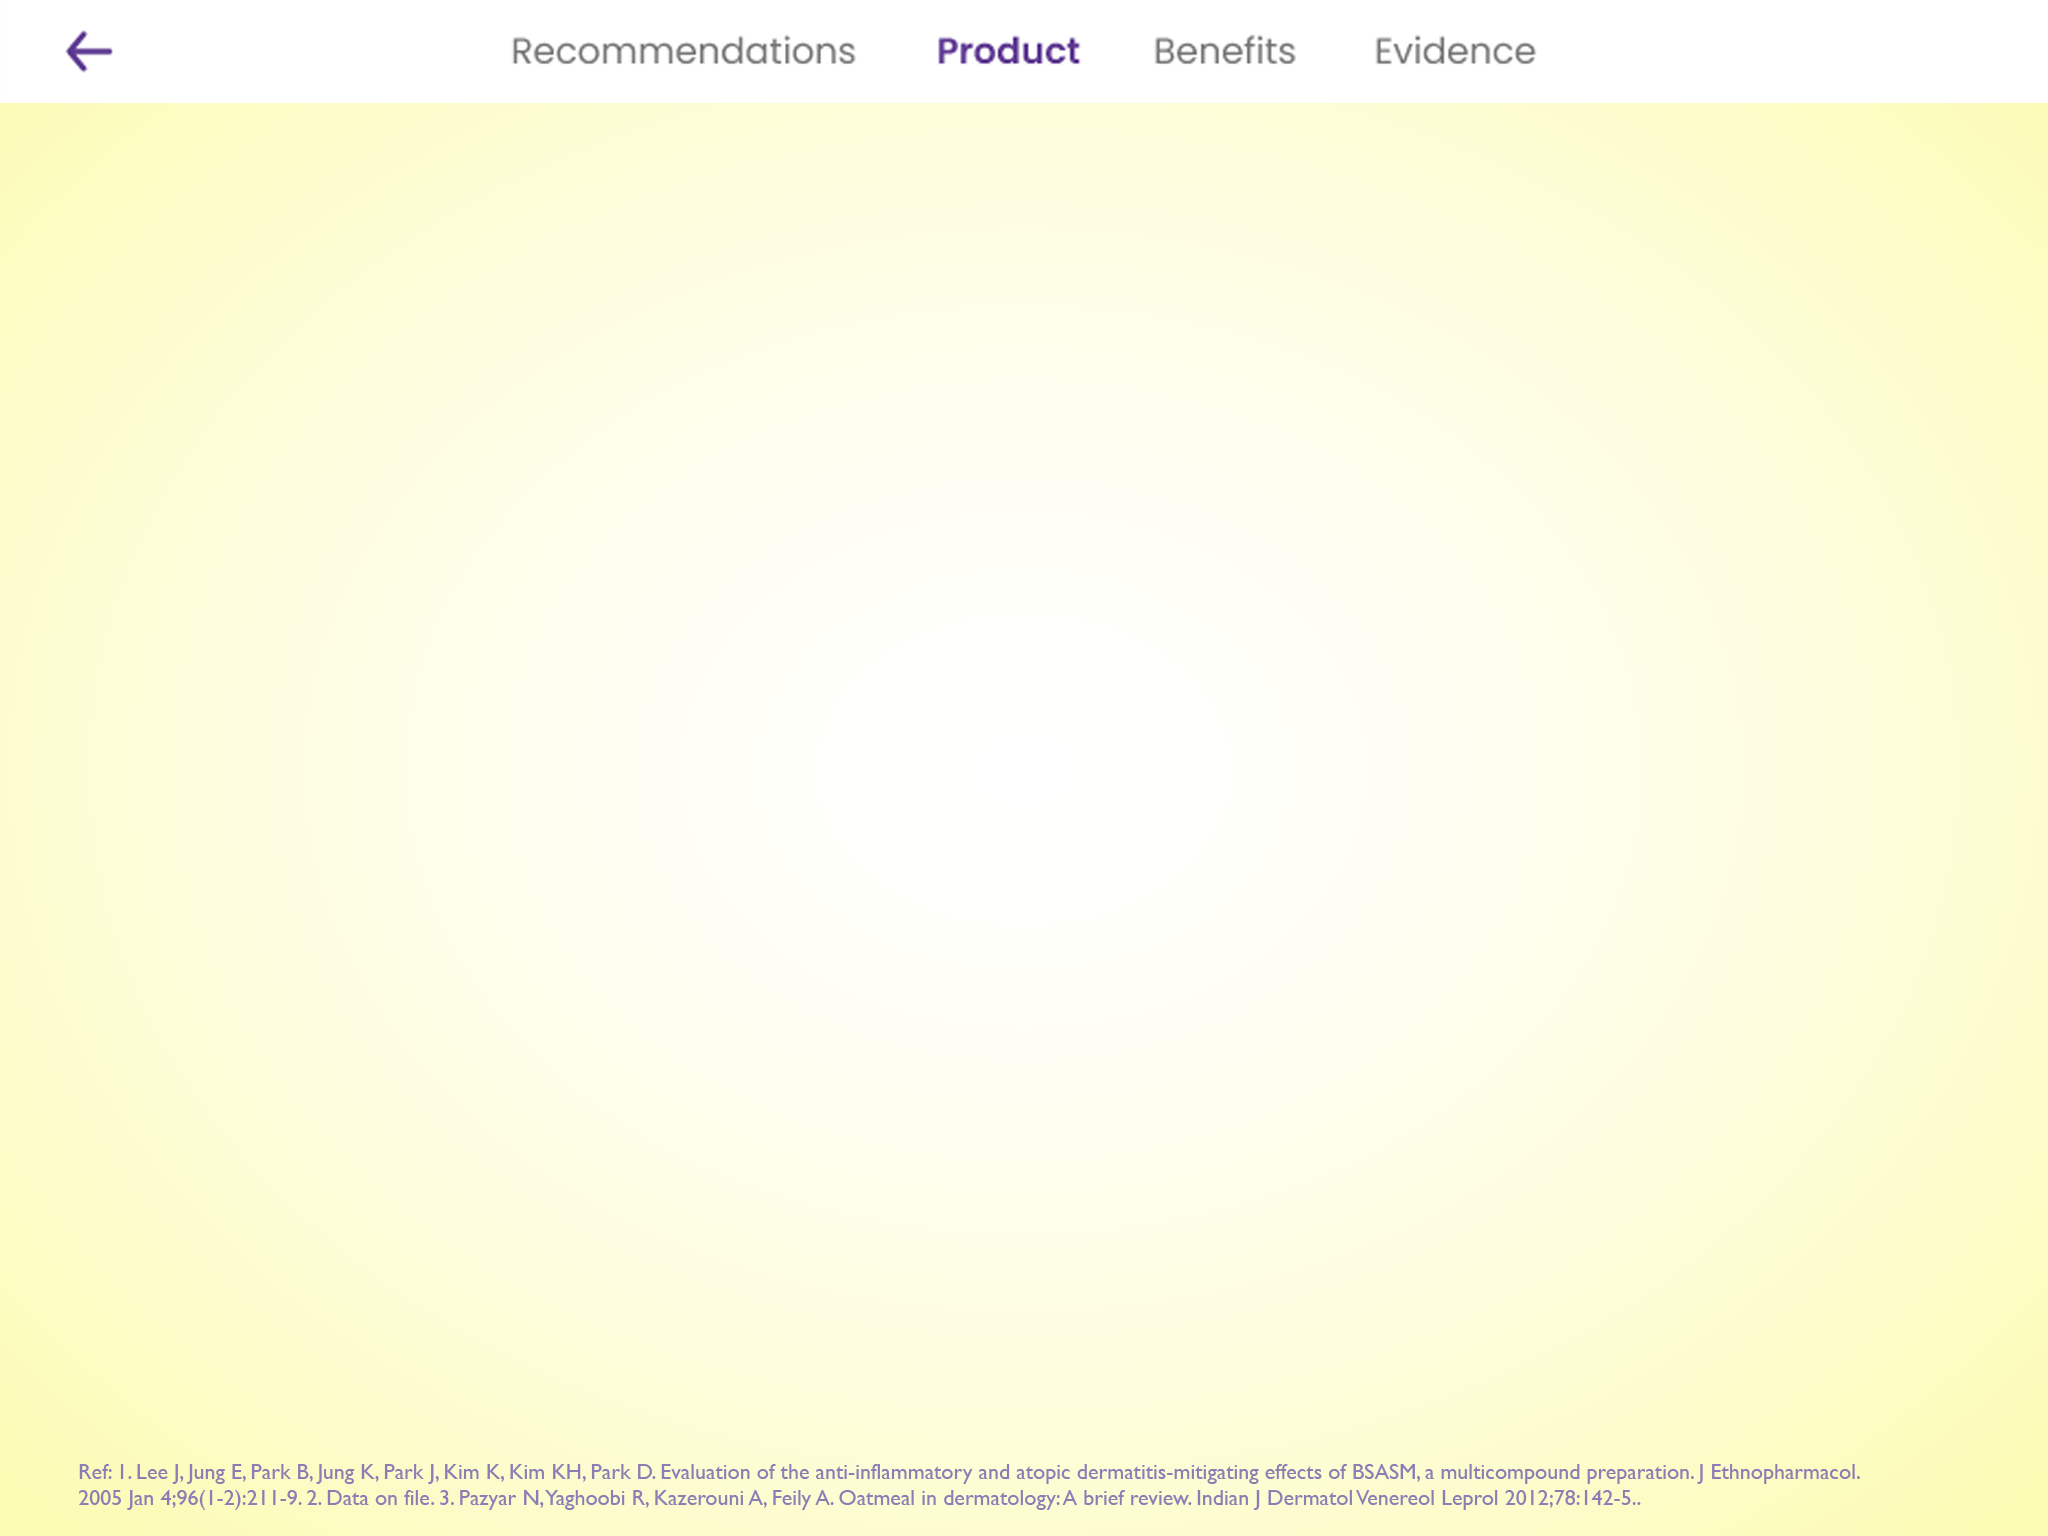 Recommendations Product Benefits Evidence
Ref: 1. Lee J, Jung E, Park B, Jung K, Park J, Kim K, Kim KH, Park D. Evaluation of the anti-inflammatory and atopic dermatitis-mitigating effects of BSASM, a multicompound preparation. J Ethnopharmacol.
2005 Jan 4;96(1-2):211-9. 2. Data on file. 3. Pazyar N, Yaghoobi R, Kazerouni A, Feily A. Oatmeal in dermatology: A brief review. Indian J Dermatol Venereol Leprol 2012;78:142-5..